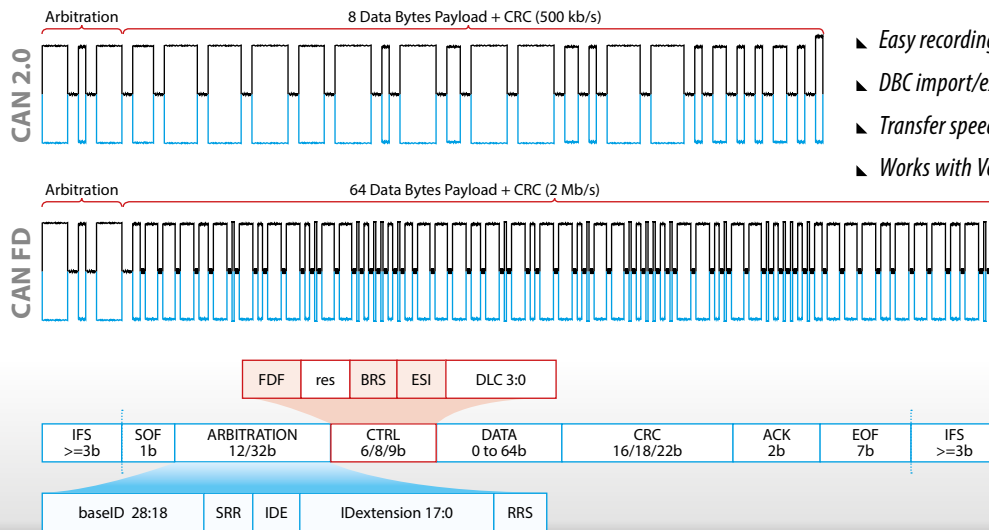 Arbitration
8 Data Bytes Payload + CRC (500 kb/s)
CAN 2.0
Easy recording
DBC import/e
Transfer speed
Works with Ve
Arbitration
64 Data Bytes Payload + CRC (2 Mb/s)
CAN FD
FDF
res
BRS
ESI
DLC 3:0
IFS
>=3b
SOF
1b
ARBITRATION
12/32b
CTRL
6/8/9b
DATA
0 to 64b
CRC
16/18/22b
ACK
2b
EOF
7b
IFS
>=3b
baseID 28:18
SRR
IDE
IDextension 17:0
RRS